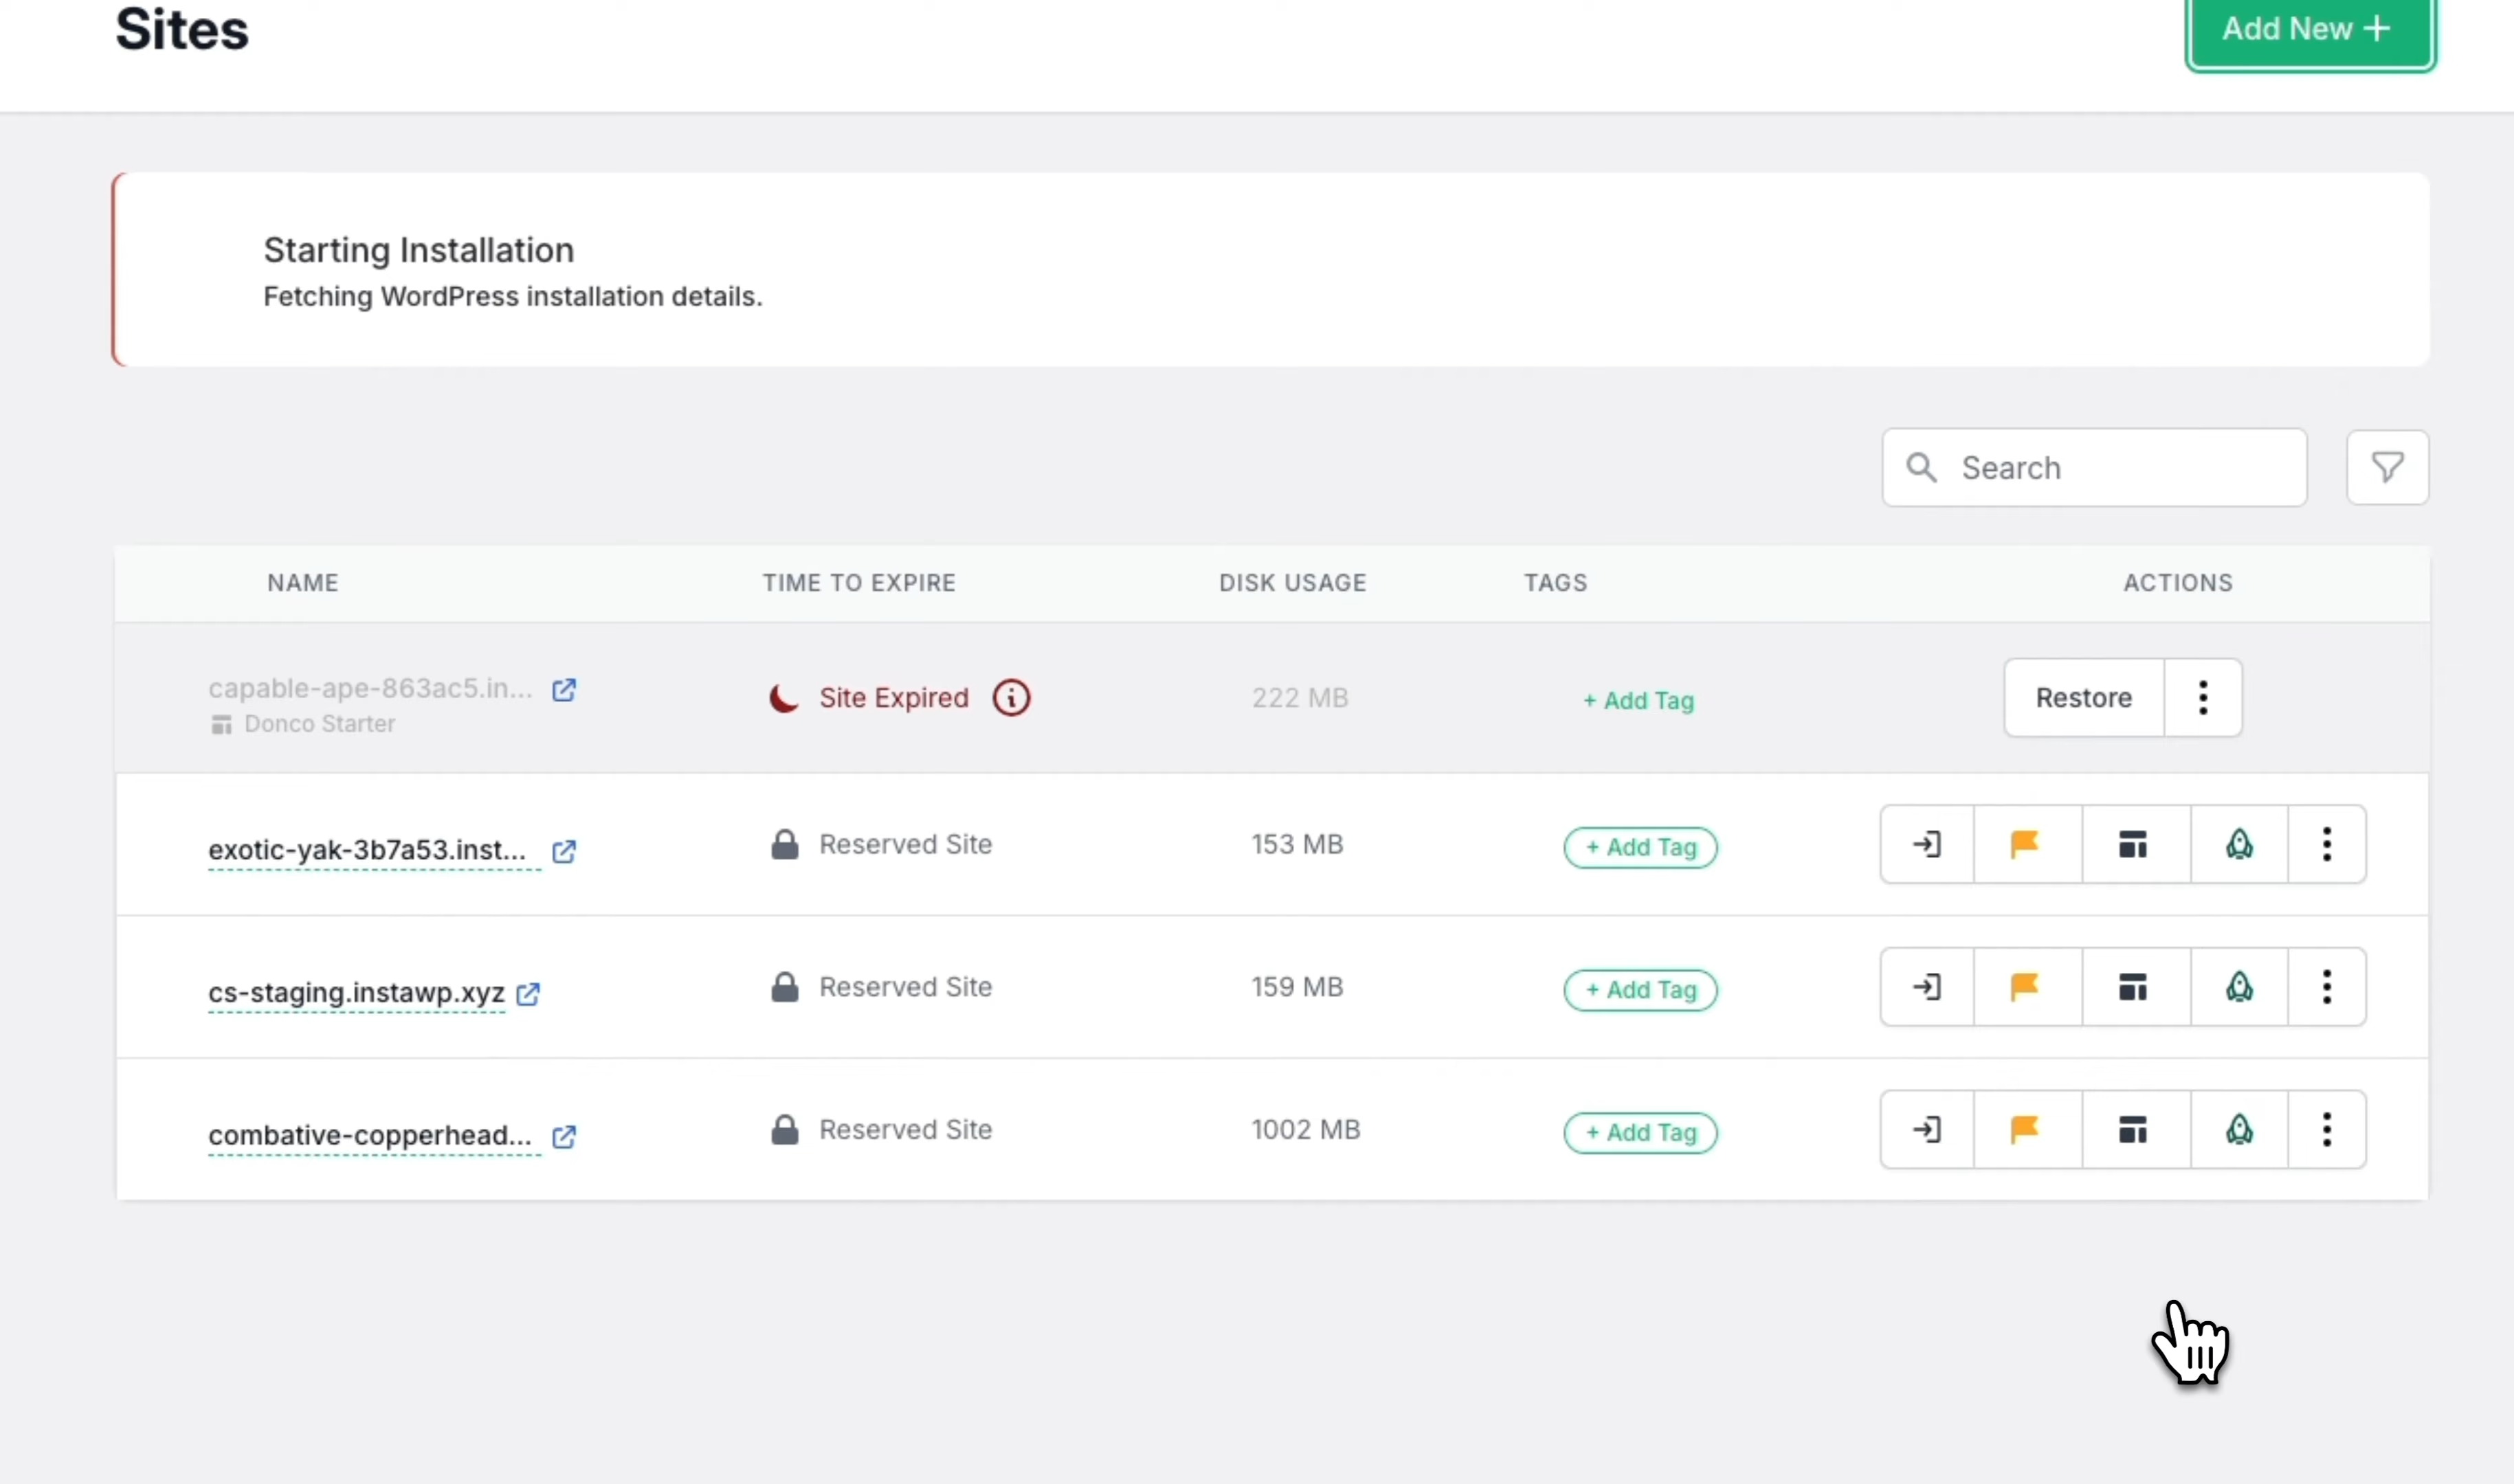 Sites
Add New +
Starting Installation
Fetching WordPress installation details.
Search
NAME TIME TO EXPIRE DISK USAGE TAGS ACTIONS
capable-ape-863ac5.in... Site Expired 222 MB + Add Tag Restore
Donco Starter
exotic-yak-3b7a53.inst... Reserved Site 153 MB + Add Tag
cs-staging.instawp.xyz Reserved Site 159 MB + Add Tag
combative-copperhead... Reserved Site 1002 MB + Add Tag